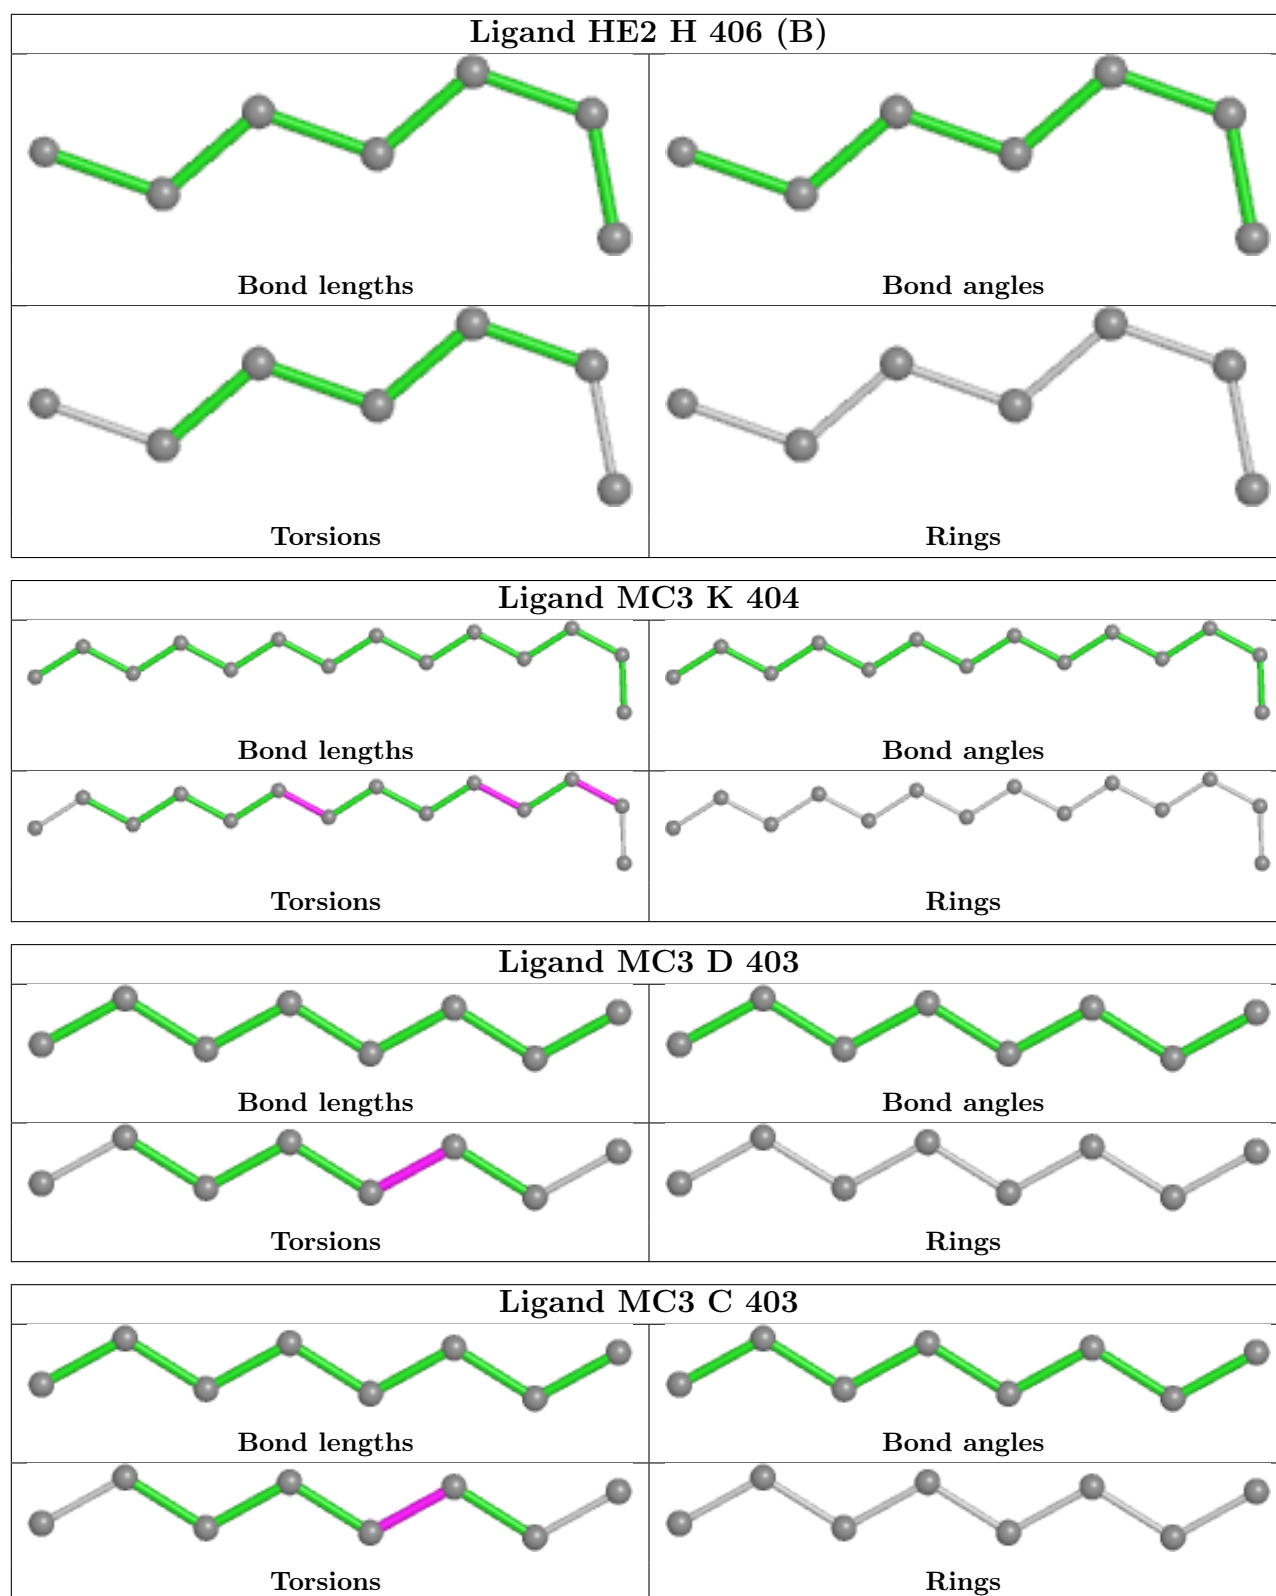 Ligand HE2 H 406 (B)
Bond lengths
Bond angles
Torsions
Rings
Ligand MC3 K 404
Bond lengths
Bond angles
Torsions
Rings
Ligand MC3 D 403
Bond lengths
Bond angles
Torsions
Rings
Ligand MC3 C 403
Bond lengths
Bond angles
Torsions
Rings